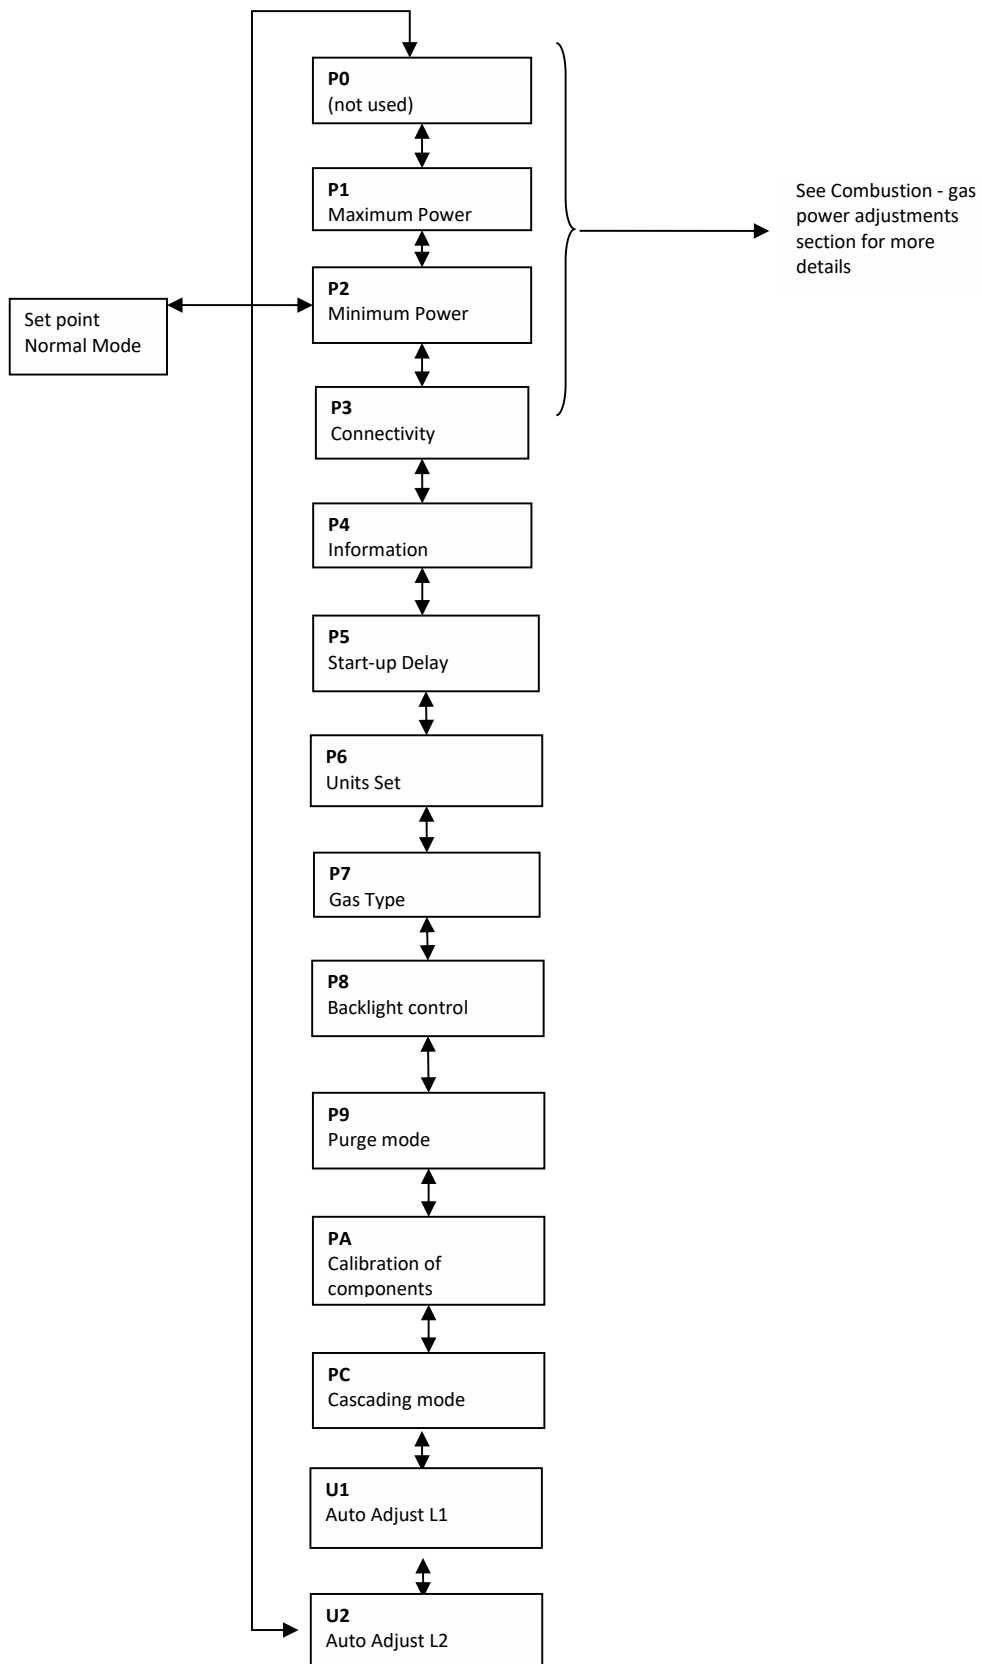 P0
(not used)
P1
Maximum Power
See Combustion - gas
power adjustments
section for more
details
P2
Minimum Power
Set point
Normal Mode
P3
Connectivity
P4
Information
P5
Start-up Delay
P6
Units Set
P7
Gas Type
P8
Backlight control
P9
Purge mode
PA
Calibration of
components
PC
Cascading mode
U1
Auto Adjust L1
U2
Auto Adjust L2